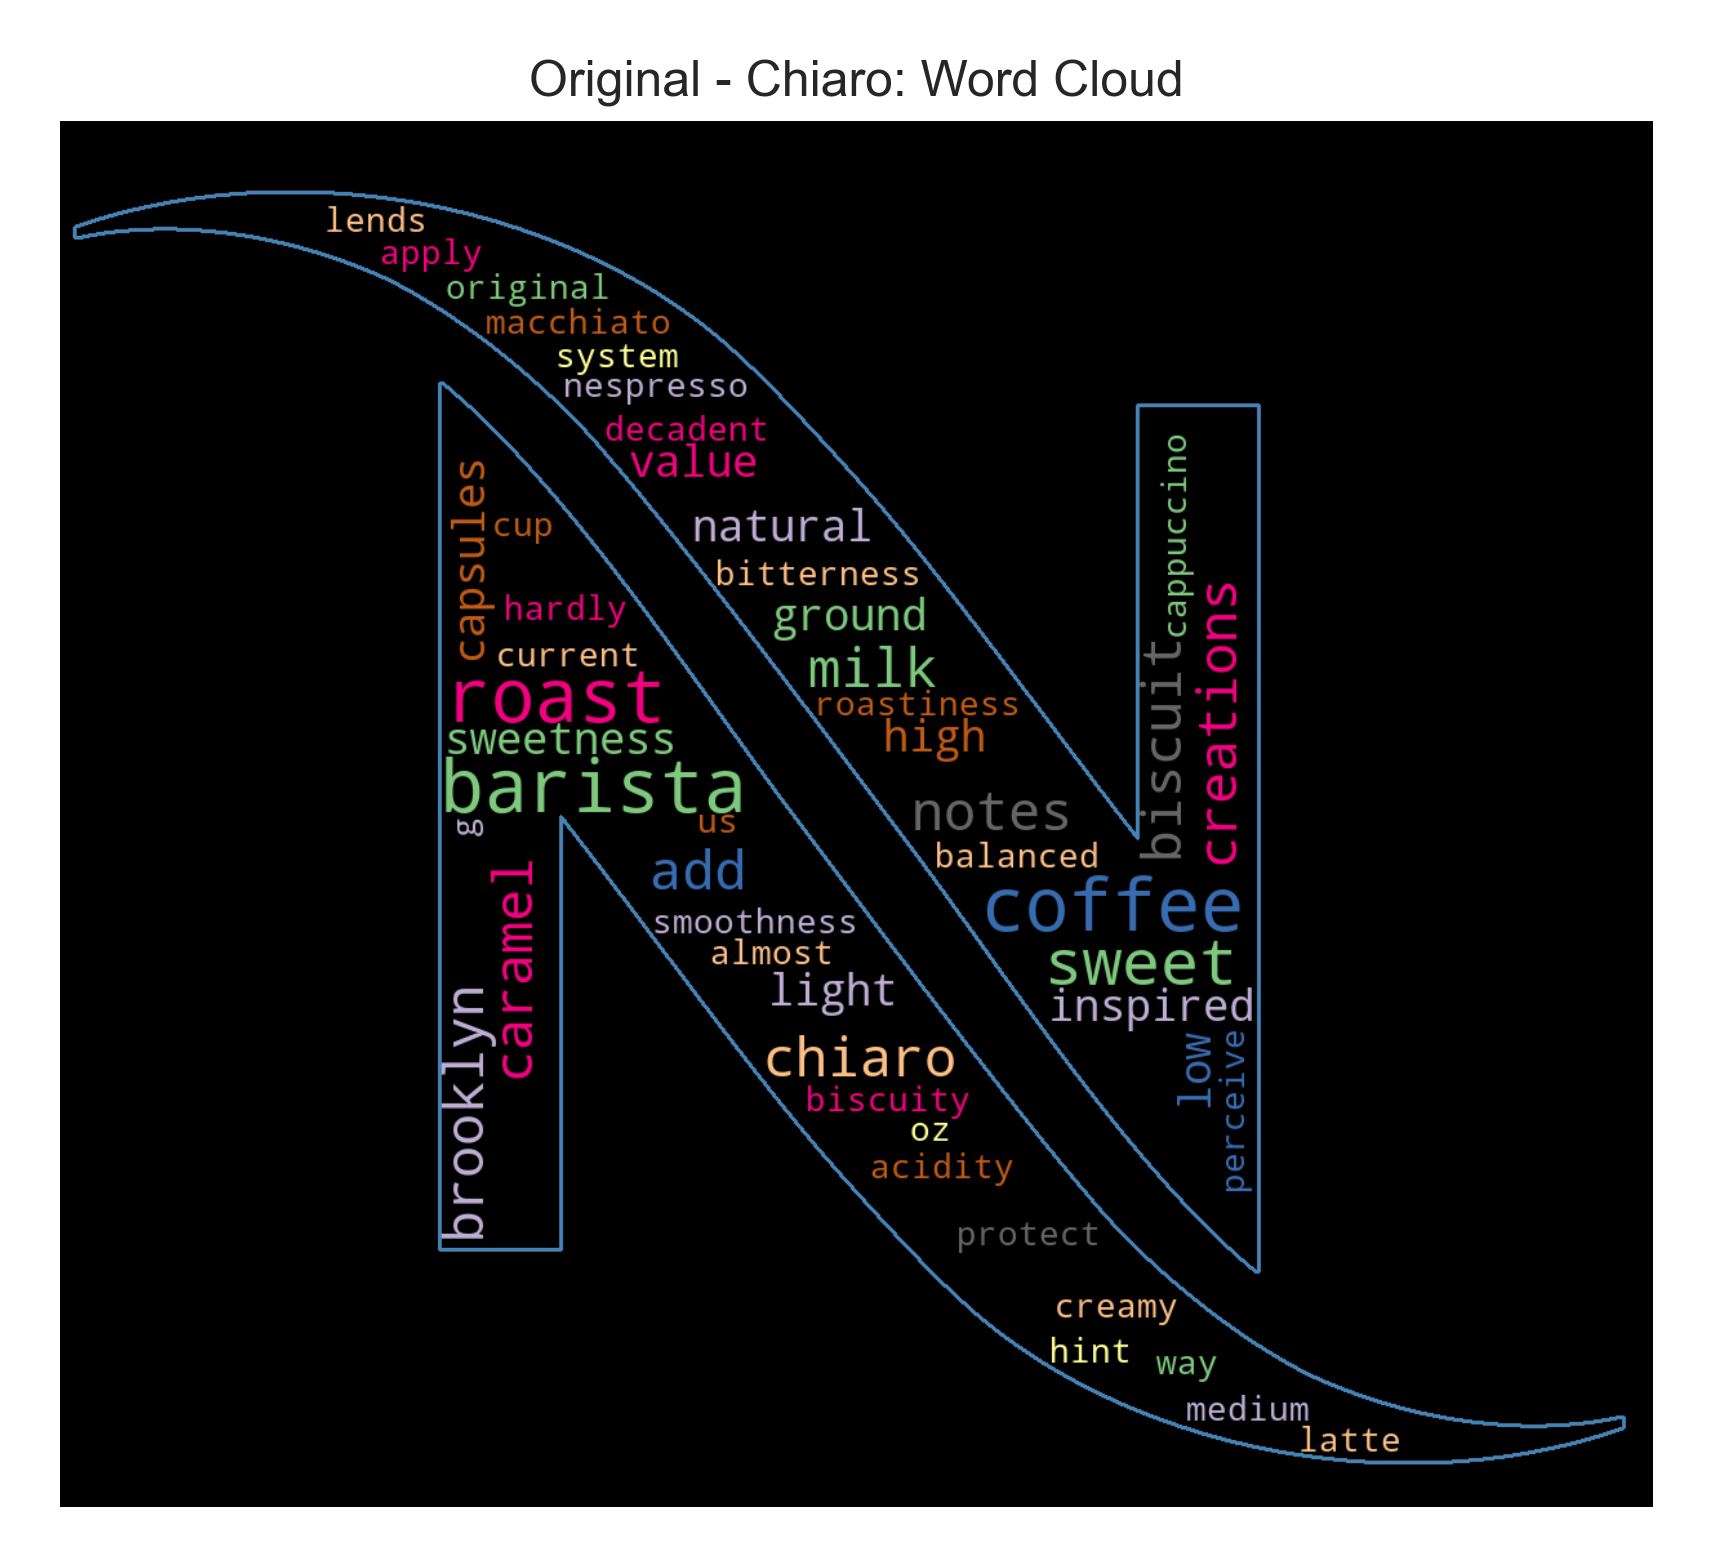 Original - Chiaro: Word Cloud
lends
apply
original
macchiato
system
nespresso
decadent
value
natural
bitterness
ground
milk
roastiness
high
notes
balanced
coffee
sweet
inspired
low
perceive
cappuccino
biscuit
creations
capsules
cup
hardly
current
roast
sweetness
barista
g
us
caramel
brooklyn
add
smoothness
almost
light
chiaro
biscuity
oz
acidity
protect
creamy
hint
way
medium
latte